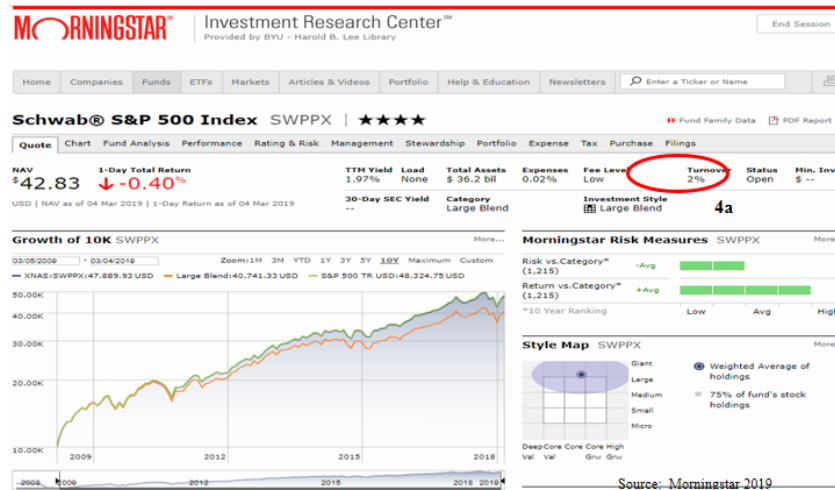 MORNINGSTAR® Investment Research Center℠
Provided by BYU - Harold B. Lee Library
End Session
Home Companies Funds ETFs Markets Articles & Videos Portfolio Help & Education Newsletters Enter a Ticker or Name
Schwab® S&P 500 Index SWPPX | ★★★★
Fund Family Data PDF Report
Quote Chart Fund Analysis Performance Rating & Risk Management Stewardship Portfolio Expense Tax Purchase Filings
NAV 1-Day Total Return TTM Yield Load Total Assets Expenses Fee Level Turnover Status Min. Inv
$42.83 ↓-0.40% 1.97% None $ 36.2 bil 0.02% Low 2% Open $ --
USD | NAV as of 04 Mar 2019 | 1-Day Return as of 04 Mar 2019
30-Day SEC Yield Category Investment Style
-- Large Blend Large Blend
4a
Growth of 10K SWPPX More...
03/05/2009 - 03/04/2019 Zoom: 1M 3M YTD 1Y 3Y 5Y 10Y Maximum Custom
XNAS:SWPPX:47,889.93 USD Large Blend:40,741.33 USD S&P 500 TR USD:48,324.75 USD
50.00K
40.00K
30.00K
20.00K
10.00K
2009 2012 2015 2018
2008 2009 2012 2015 2018 2019
Morningstar Risk Measures SWPPX More
Risk vs.Category* -Avg
(1,215)
Return vs.Category* +Avg
(1,215)
*10 Year Ranking Low Avg High
Style Map SWPPX More
Giant
Large
Medium
Small
Micro
Deep Core Core Core High
Val Val Grw Grw
Weighted Average of
holdings
75% of fund's stock
holdings
Source: Morningstar 2019